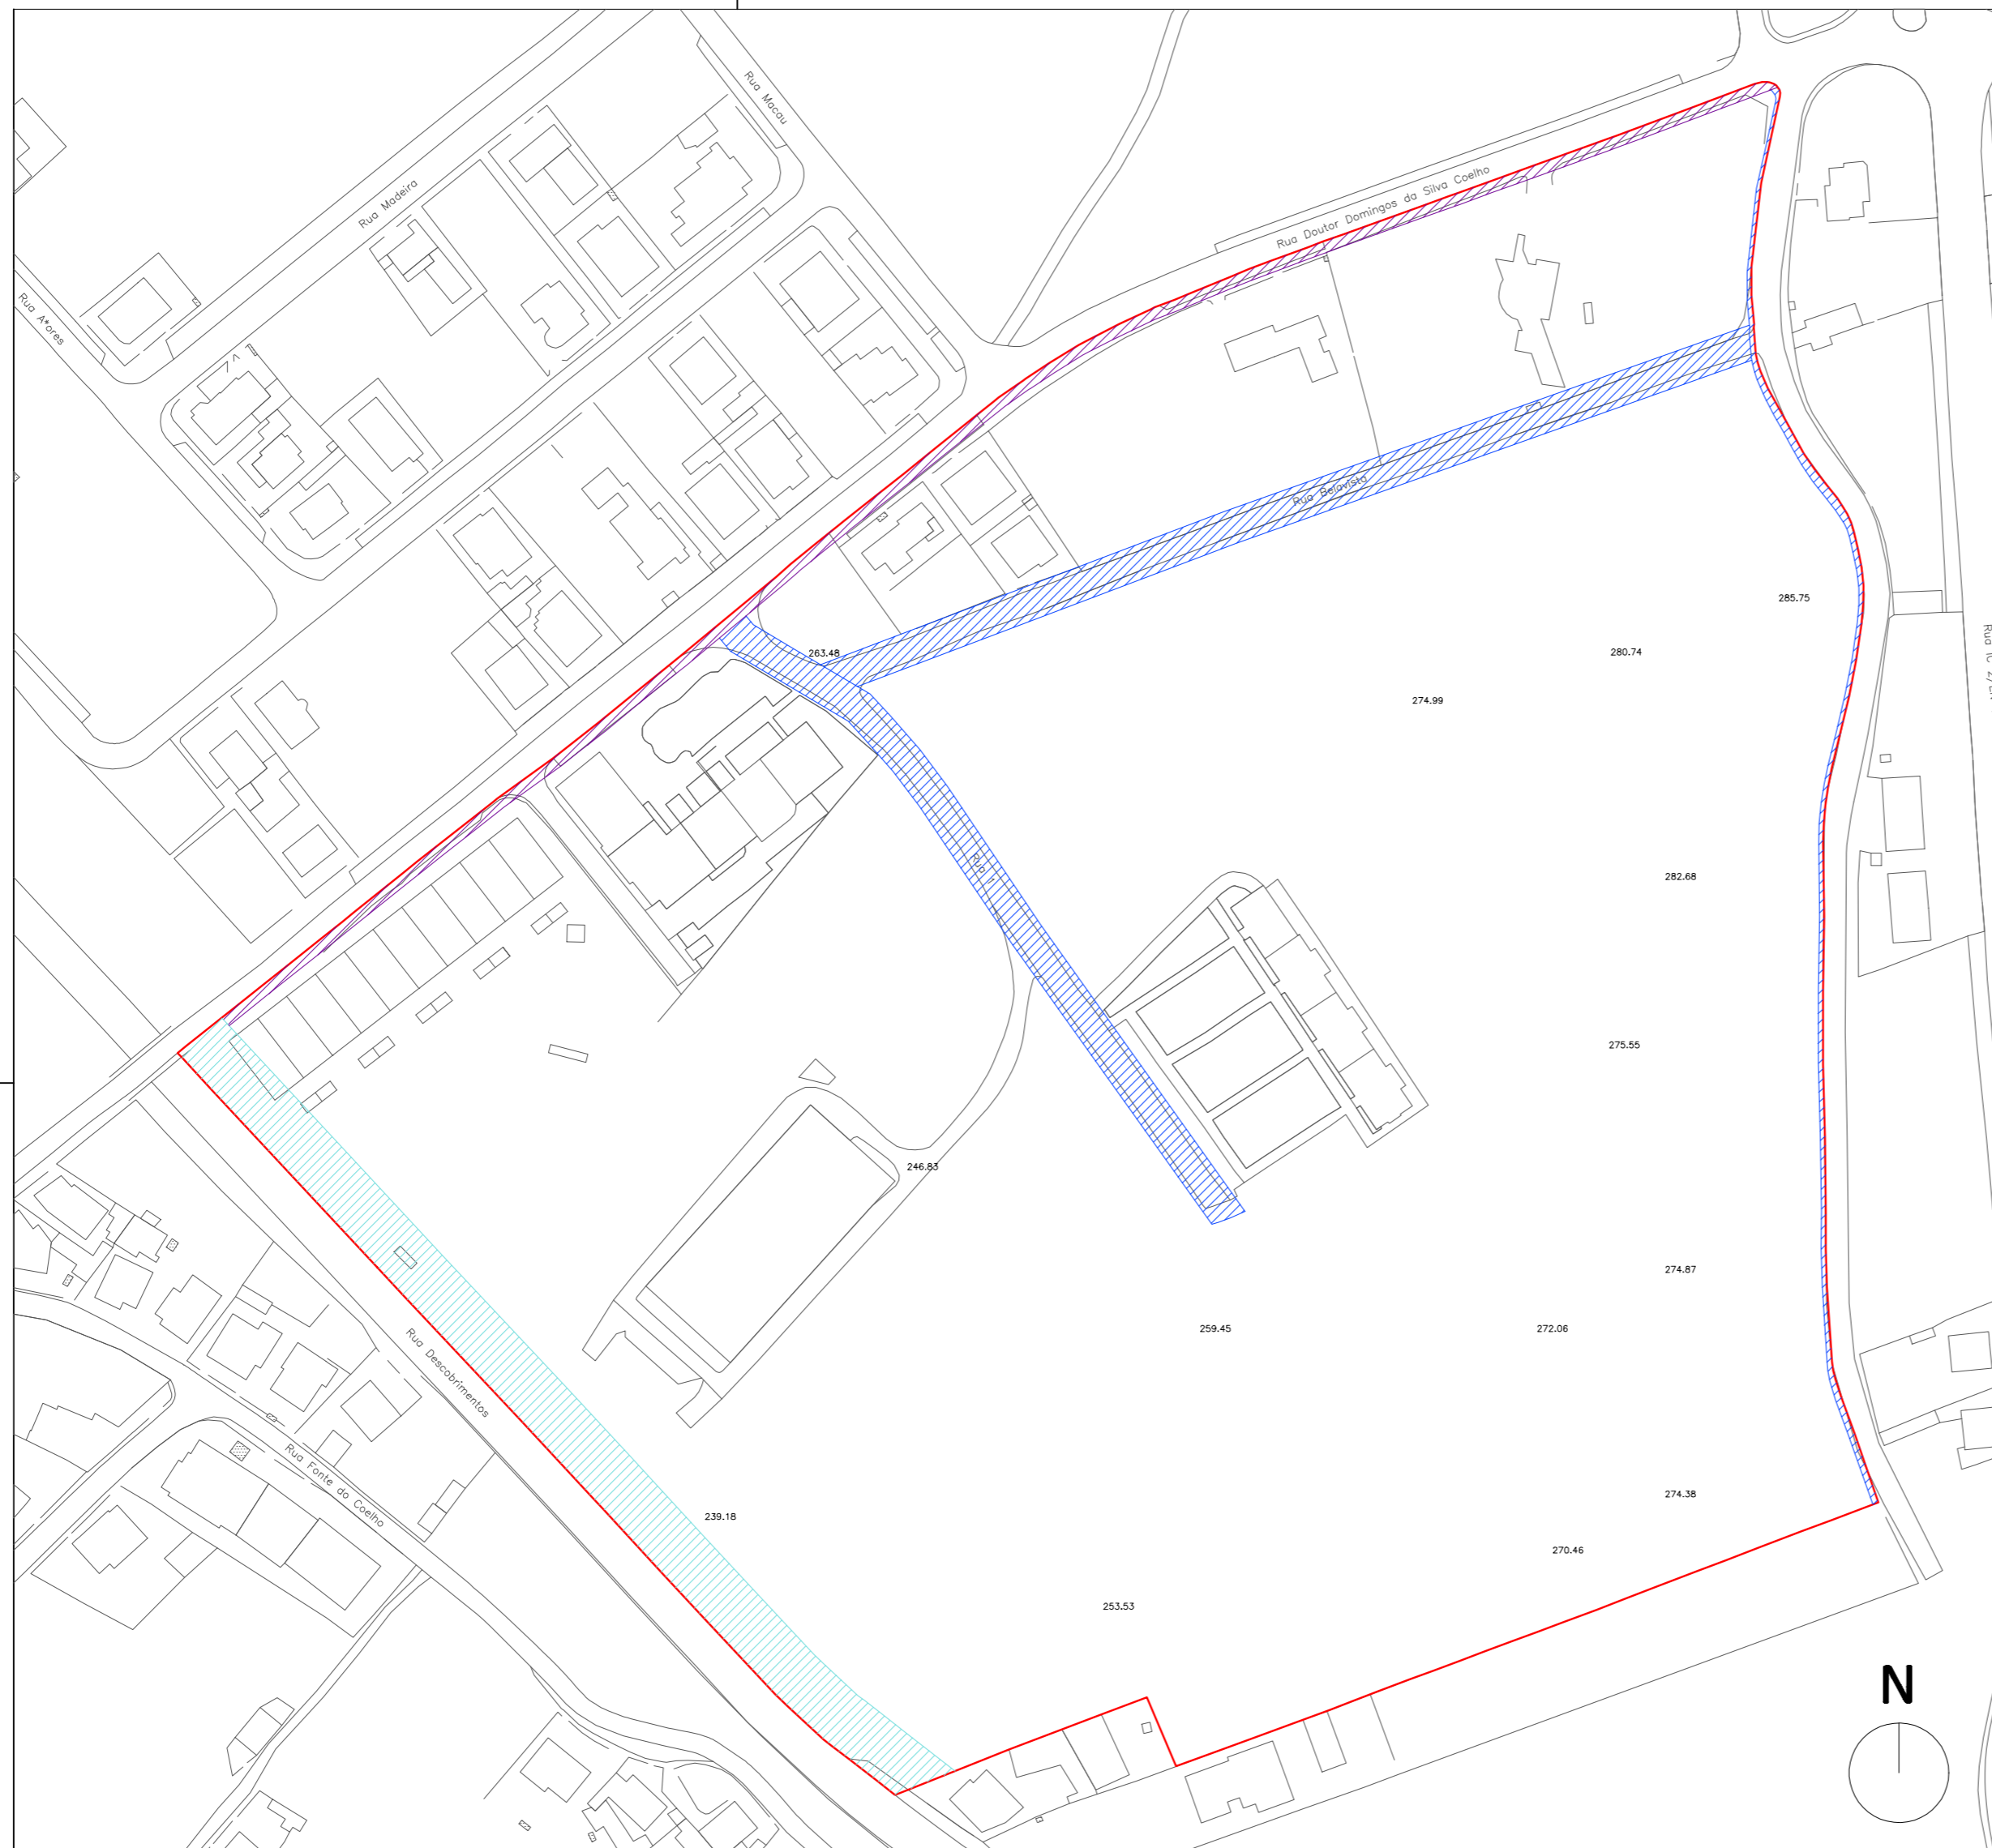 Rua Macau
Rua Madeira
Rua Doutor Domingos da Silva Coelho
Rua A*ores
Rua Belavista
285.75
263.48
280.74
274.99
Rua 1
282.68
275.55
246.83
274.87
259.45
272.06
Rua Descobrimentos
Rua Fonte do Coelho
274.38
239.18
270.46
253.53
N